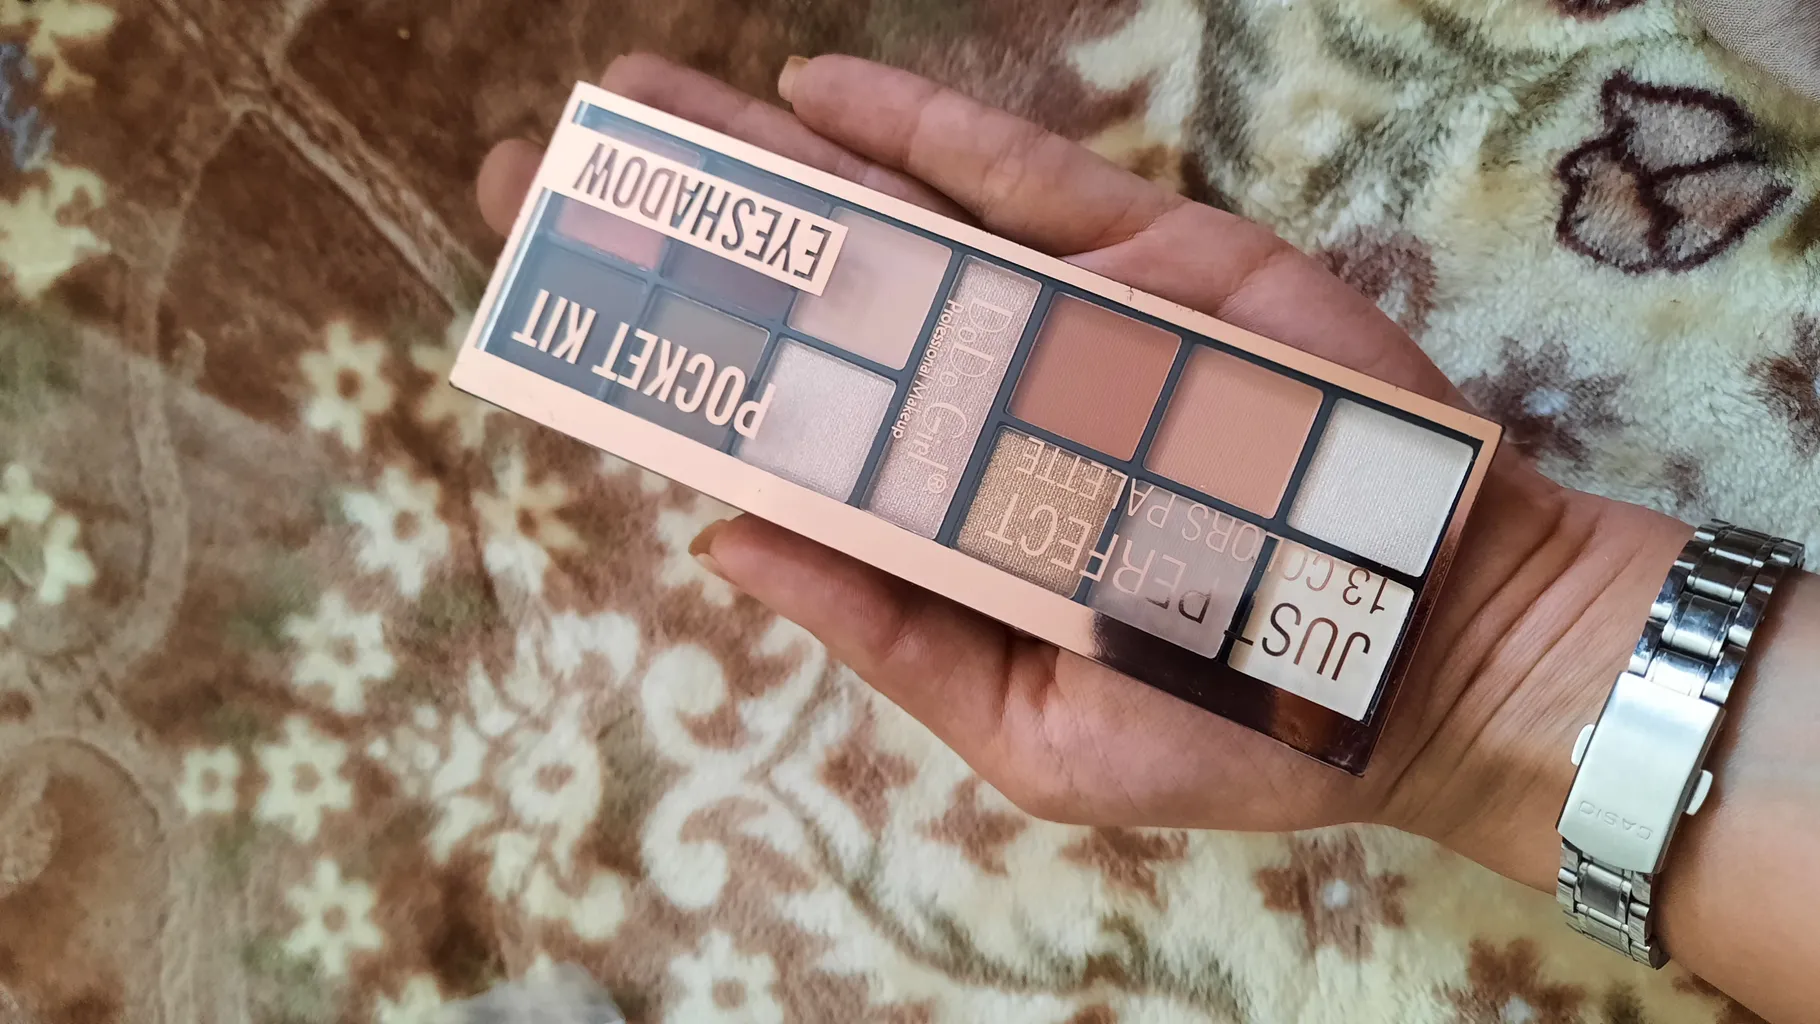 JUST PERFECT
13 COLORS PALETTE
DoDo Girl®
Professional Makeup
POCKET KIT
EYESHADOW
CASIO